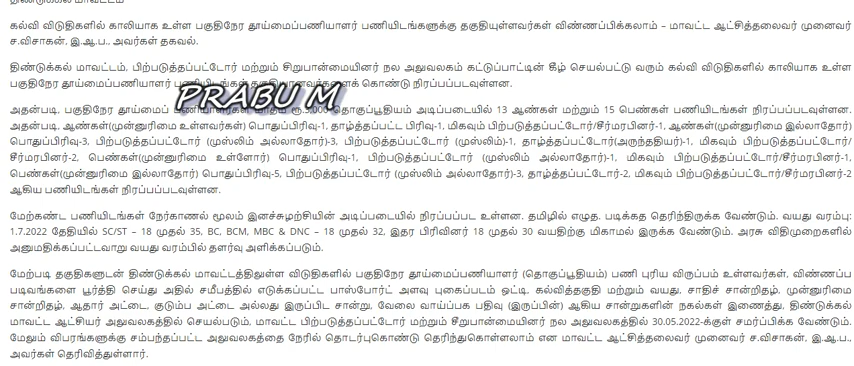 திண்டுக்கல் மாவட்டம்
கல்வி விடுதிகளில் காலியாக உள்ள பகுதிநேர தூய்மைப்பணியாளர் பணியிடங்களுக்கு தகுதியுள்ளவர்கள் விண்ணப்பிக்கலாம் – மாவட்ட ஆட்சித்தலைவர் முனைவர்
ச.விசாகன், இ.ஆ.ப., அவர்கள் தகவல்.
திண்டுக்கல் மாவட்டம், பிற்படுத்தப்பட்டோர் மற்றும் சிறுபான்மையினர் நல அலுவலகம் கட்டுப்பாட்டின் கீழ் செயல்பட்டு வரும் கல்வி விடுதிகளில் காலியாக உள்ள
பகுதிநேர தூய்மைப்பணியாளர் பணியிடங்கள் தகுதியானவர்களைக் கொண்டு நிரப்பப்படவுள்ளன.
PRABU M
அதன்படி, பகுதிநேர தூய்மைப் பணியாளர்கள் மாதம் ரூ.3,000 தொகுப்பூதியம் அடிப்படையில் 13 ஆண்கள் மற்றும் 15 பெண்கள் பணியிடங்கள் நிரப்பப்படவுள்ளன.
அதன்படி, ஆண்கள்(முன்னுரிமை உள்ளவர்கள்) பொதுப்பிரிவு-1, தாழ்த்தப்பட்ட பிரிவு-1, மிகவும் பிற்படுத்தப்பட்டோர்/சீர்மரபினர்-1, ஆண்கள்(முன்னுரிமை இல்லாதோர்)
பொதுப்பிரிவு-3, பிற்படுத்தப்பட்டோர் (முஸ்லிம் அல்லாதோர்)-3, பிற்படுத்தப்பட்டோர் (முஸ்லிம்)-1, தாழ்த்தப்பட்டோர்(அருந்ததியர்)-1, மிகவும் பிற்படுத்தப்பட்டோர்/
சீர்மரபினர்-2, பெண்கள்(முன்னுரிமை உள்ளோர்) பொதுப்பிரிவு-1, பிற்படுத்தப்பட்டோர் (முஸ்லிம் அல்லாதோர்)-1, மிகவும் பிற்படுத்தப்பட்டோர்/சீர்மரபினர்-1,
பெண்கள்(முன்னுரிமை இல்லாதோர்) பொதுப்பிரிவு-5, பிற்படுத்தப்பட்டோர் (முஸ்லிம் அல்லாதோர்)-3, தாழ்த்தப்பட்டோர்-2, மிகவும் பிற்படுத்தப்பட்டோர்/சீர்மரபினர்-2
ஆகிய பணியிடங்கள் நிரப்பப்படவுள்ளன.
மேற்கண்ட பணியிடங்கள் நேர்காணல் மூலம் இனச்சுழற்சியின் அடிப்படையில் நிரப்பப்பட உள்ளன. தமிழில் எழுத. படிக்கத தெரிந்திருக்க வேண்டும். வயது வரம்பு:
1.7.2022 தேதியில் SC/ST – 18 முதல் 35, BC, BCM, MBC & DNC – 18 முதல் 32, இதர பிரிவினர் 18 முதல் 30 வயதிற்கு மிகாமல் இருக்க வேண்டும். அரசு விதிமுறைகளில்
அனுமதிக்கப்பட்டவாறு வயது வரம்பில் தளர்வு அளிக்கப்படும்.
மேற்படி தகுதிகளுடன் திண்டுக்கல் மாவட்டத்திலுள்ள விடுதிகளில் பகுதிநேர தூய்மைப்பணியாளர் (தொகுப்பூதியம்) பணி புரிய விருப்பம் உள்ளவர்கள், விண்ணப்ப
படிவங்களை பூர்த்தி செய்து அதில் சமீபத்தில் எடுக்கப்பட்ட பாஸ்போர்ட் அளவு புகைப்படம் ஒட்டி, கல்வித்தகுதி மற்றும் வயது, சாதிச் சான்றிதழ், முன்னுரிமை
சான்றிதழ், ஆதார் அட்டை, குடும்ப அட்டை அல்லது இருப்பிட சான்று, வேலை வாய்ப்பக பதிவு (இருப்பின்) ஆகிய சான்றுகளின் நகல்கள் இணைத்து, திண்டுக்கல்
மாவட்ட ஆட்சியர் அலுவலகத்தில் செயல்படும், மாவட்ட பிற்படுத்தப்பட்டோர் மற்றும் சிறுபான்மையினர் நல அலுவலகத்தில் 30.05.2022-க்குள் சமர்ப்பிக்க வேண்டும்.
மேலும் விபரங்களுக்கு சம்பந்தப்பட்ட அலுவலகத்தை நேரில் தொடர்புகொண்டு தெரிந்துகொள்ளலாம் என மாவட்ட ஆட்சித்தலைவர் முனைவர் ச.விசாகன், இ.ஆ.ப.,
அவர்கள் தெரிவித்துள்ளார்.